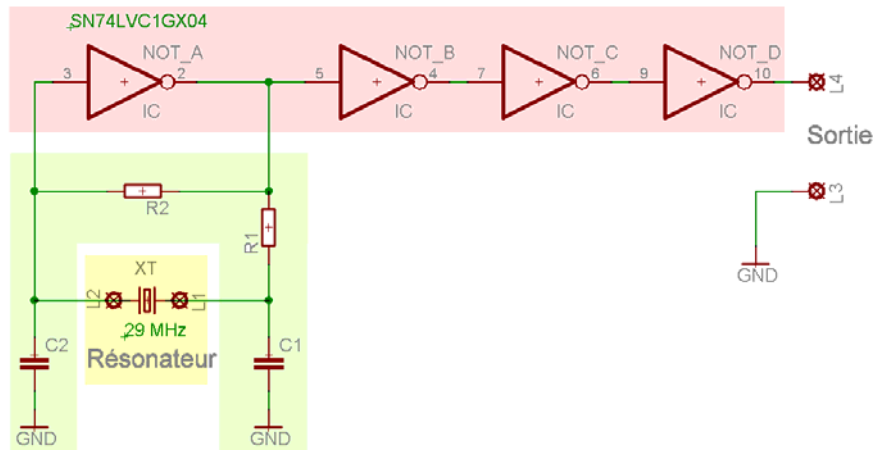 SN74LVC1GX04
NOT_A NOT_B NOT_C NOT_D
3 2 5 4 7 6 9 10 L4
IC IC IC IC
Sortie
R2
L3
R1
XT
GND
L2 L1
29 MHz
C2 C1
Résonateur
GND GND